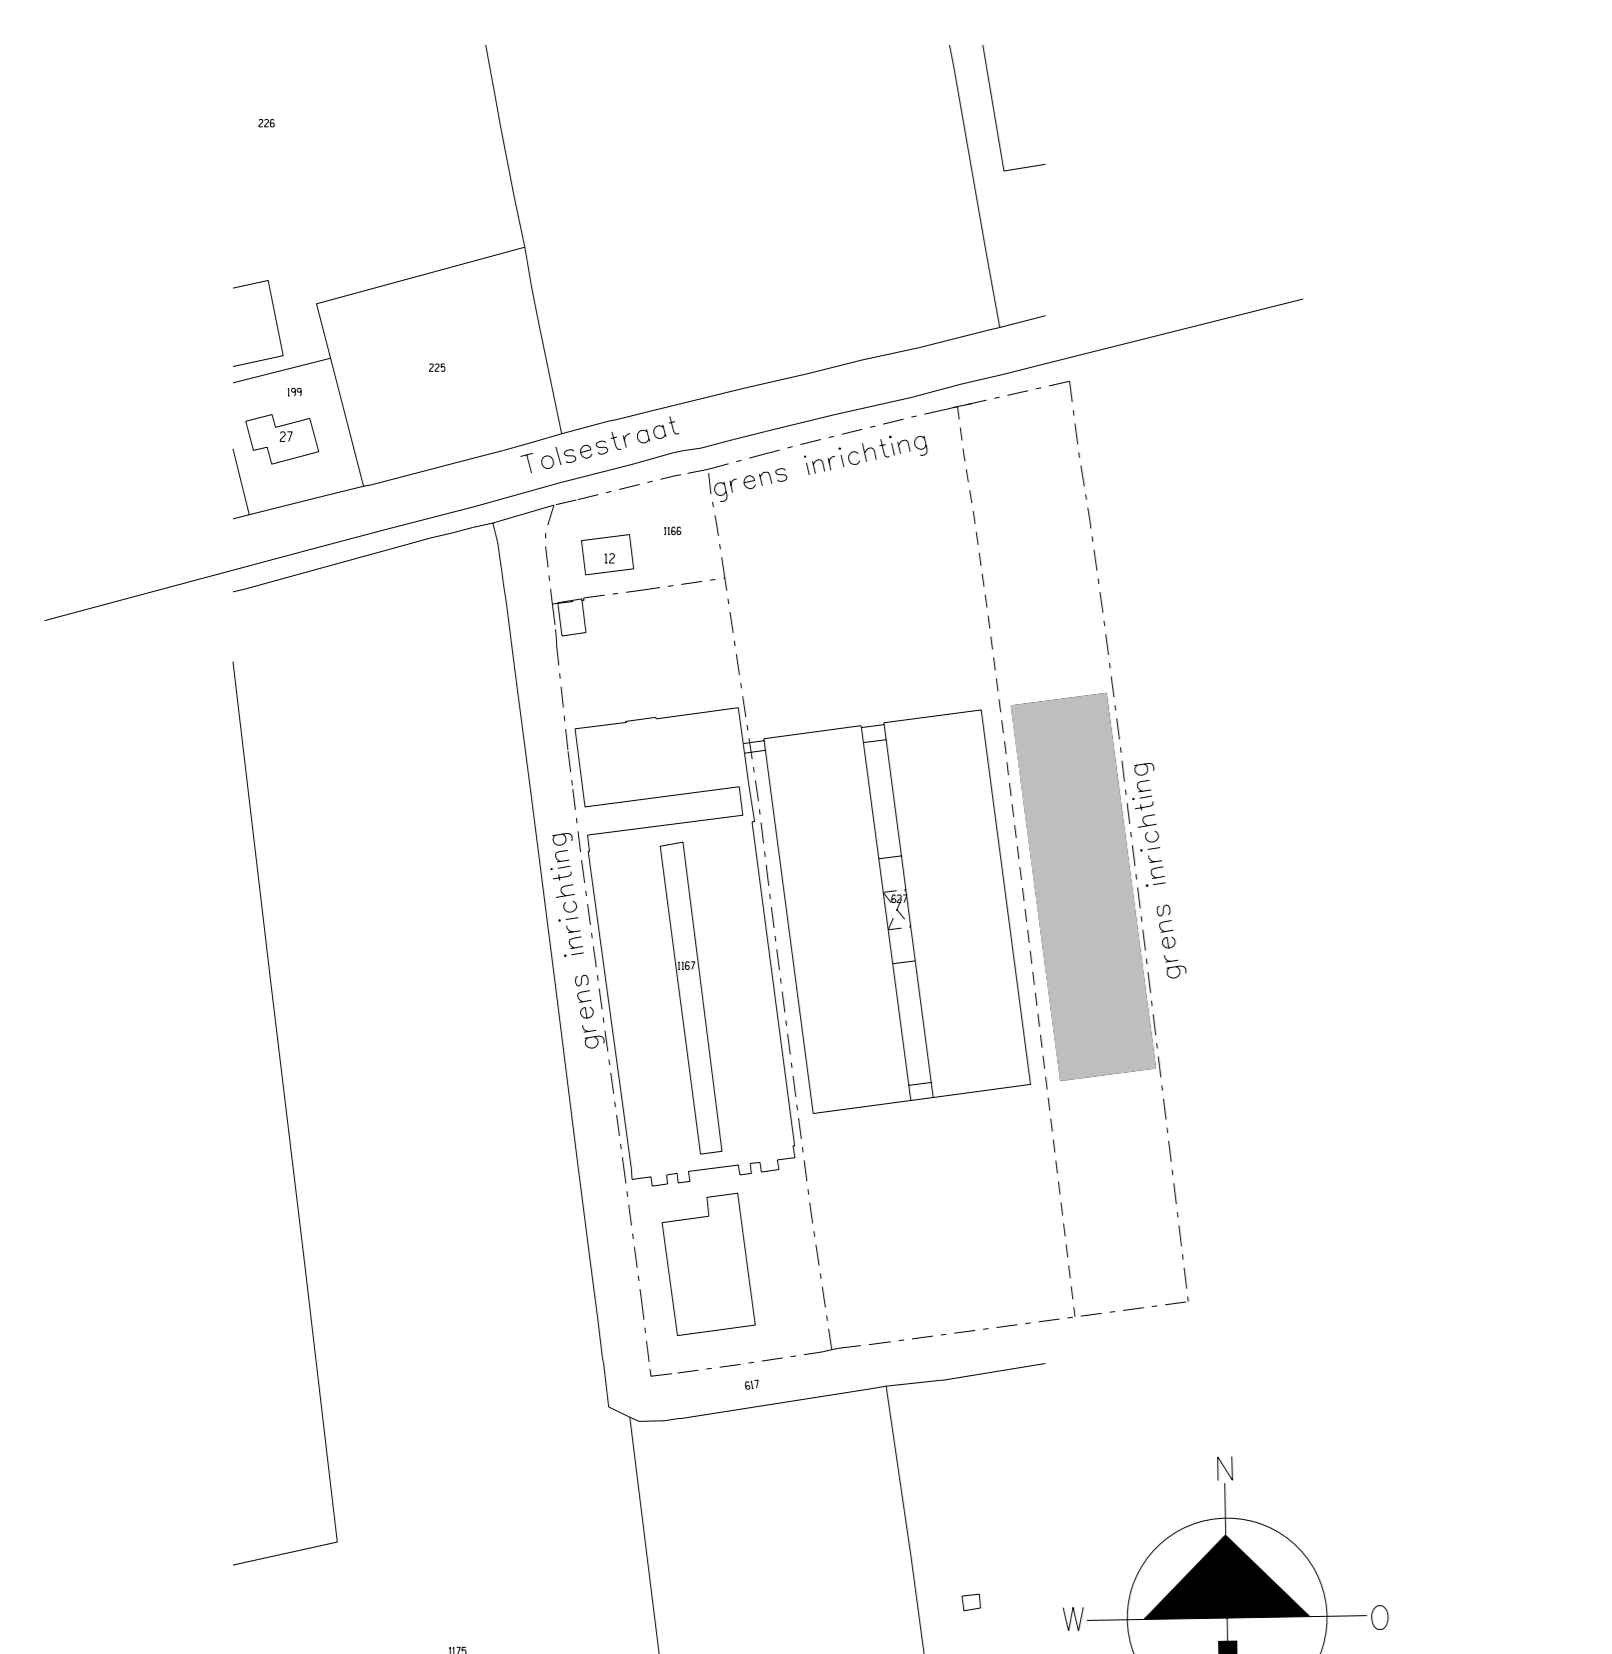 226
225
199
27
Tolsestraat
grens inrichting
1166
12
grens inrichting
grens inrichting
627
1167
617
N
W
O
1175